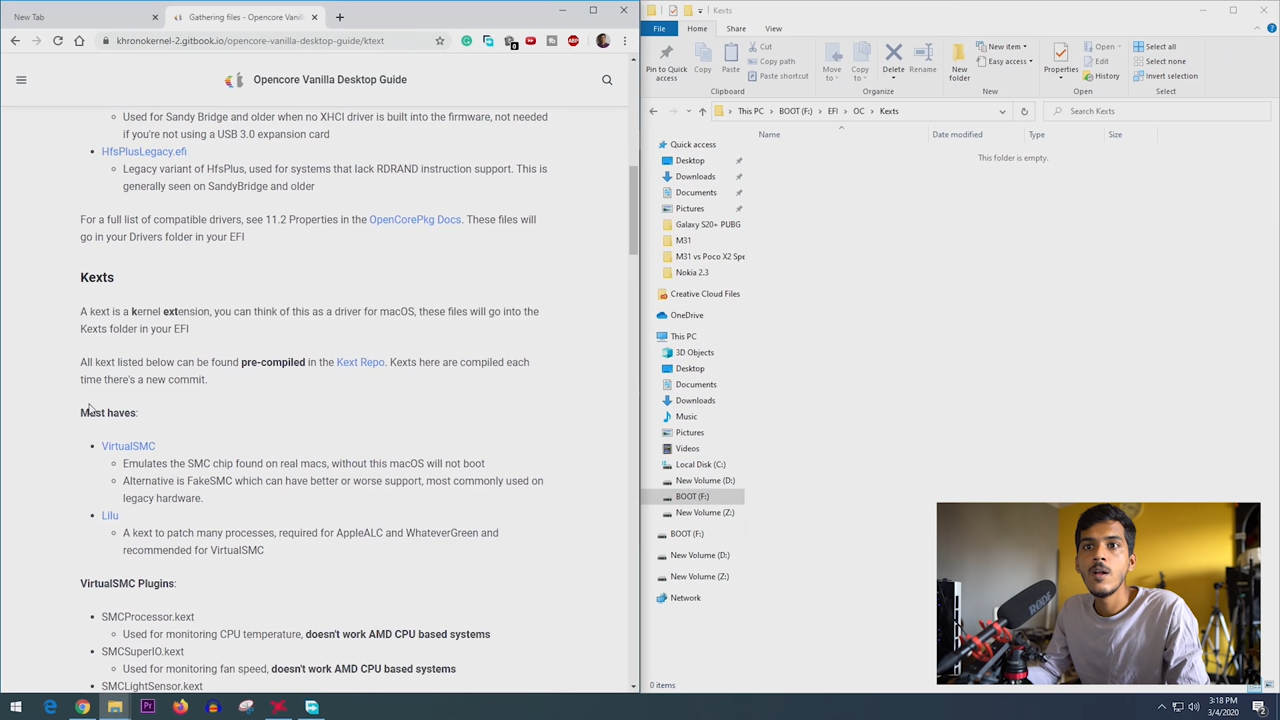 New Tab
Gathering files - Opencore Vanil
khronokernel-2.gitbook.io/opencore-vanilla-desktop-guide/ktext
Opencore Vanilla Desktop Guide
Used for Sandy Bridge and older when no XHCI driver is built into the firmware, not needed
if you're not using a USB 3.0 expansion card
HfsPlusLegacy.efi
Legacy variant of HfsPlus, used for systems that lack RDRAND instruction support. This is
generally seen on SandyBridge and older
For a full list of compatible drivers, see 11.2 Properties in the OpenCorePkg Docs. These files will
go in your Drivers folder in your EFI
Kexts
A kext is a kernel extension, you can think of this as a driver for macOS, these files will go into the
Kexts folder in your EFI
All kext listed below can be found pre-compiled in the Kext Repo. Kexts here are compiled each
time there's a new commit.
Must haves:
VirtualSMC
Emulates the SMC chip found on real macs, without this macOS will not boot
Alternative is FakeSMC which can have better or worse support, most commonly used on
legacy hardware.
Lilu
A kext to patch many processes, required for AppleALC and WhateverGreen and
recommended for VirtualSMC
VirtualSMC Plugins:
SMCProcessor.kext
Used for monitoring CPU temperature, doesn't work AMD CPU based systems
SMCSuperIO.kext
Used for monitoring fan speed, doesn't work AMD CPU based systems
SMCLightSensor.kext
Kexts
File
Home
Share
View
Pin to Quick
access
Copy
Paste
Cut
Copy path
Paste shortcut
Clipboard
Move
to
Copy
to
Delete
Rename
Organize
New
folder
New item
Easy access
New
Properties
Open
Edit
History
Open
Select all
Select none
Invert selection
Select
This PC
BOOT (F:)
EFI
OC
Kexts
Search Kexts
Name
Date modified
Type
Size
This folder is empty.
Quick access
Desktop
Downloads
Documents
Pictures
Galaxy S20+ PUBG
M31
M31 vs Poco X2 Spe
Nokia 2.3
Creative Cloud Files
OneDrive
This PC
3D Objects
Desktop
Documents
Downloads
Music
Pictures
Videos
Local Disk (C:)
New Volume (D:)
BOOT (F:)
New Volume (Z:)
BOOT (F:)
New Volume (D:)
New Volume (Z:)
Network
0 items
RODE
3:18 PM
3/4/2020